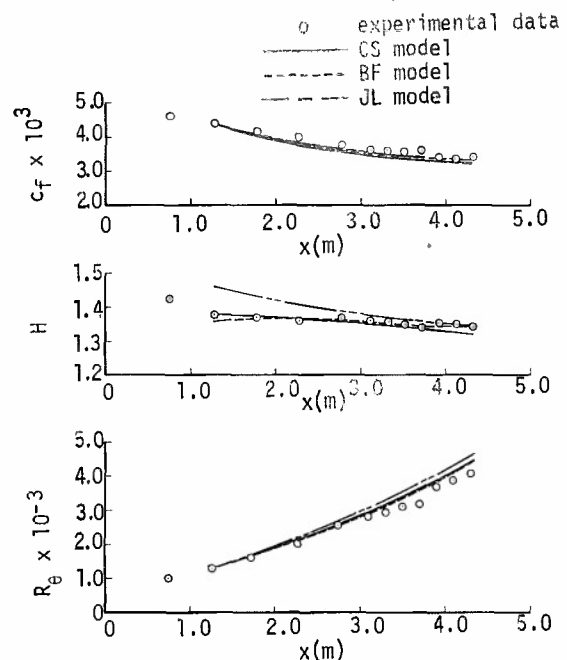 o experimental data
CS model
BF model
JL model
c_f × 10^3
5.0
4.0
3.0
2.0
0 1.0 2.0 3.0 4.0 5.0
x(m)
H
1.5
1.4
1.3
1.2
0 1.0 2.0 3.0 4.0 5.0
x(m)
R_θ × 10^-3
5.0
4.0
3.0
2.0
1.0
0
0.0 1.0 2.0 3.0 4.0 5.0
x(m)